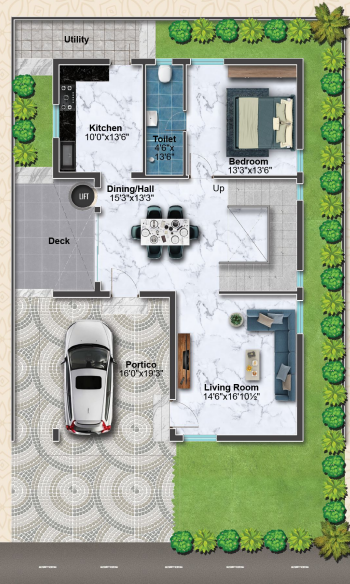 Utility
Kitchen
10'0"x13'6"
Toilet
4'6"x
13'6"
Bedroom
13'3"x13'6"
LIFT
Dining/Hall
15'3"x13'3"
Up
Deck
Portico
16'0"x19'3"
Living Room
14'6"x16'10½"